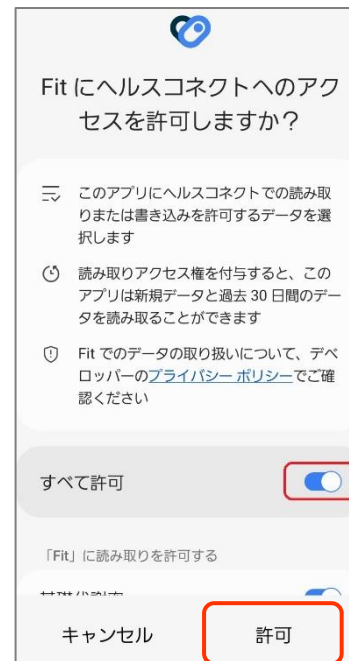 Fit にヘルスコネクトへのアク
セスを許可しますか？
このアプリにヘルスコネクトでの読み取
りまたは書き込みを許可するデータを選
択します
読み取りアクセス権を付与すると、この
アプリは新規データと過去 30 日間のデー
タを読み取ることができます
Fit でのデータの取り扱いについて、デベ
ロッパーのプライバシー ポリシーでご確
認ください
すべて許可
「Fit」に読み取りを許可する
キャンセル
許可